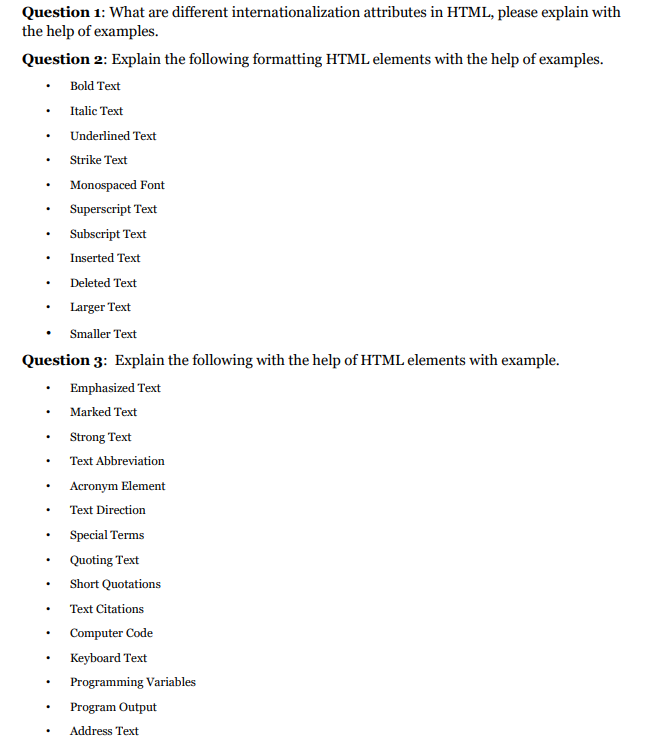 Question 1: What are different internationalization attributes in HTML, please explain with
the help of examples.
Question 2: Explain the following formatting HTML elements with the help of examples.
• Bold Text
• Italic Text
• Underlined Text
• Strike Text
• Monospaced Font
• Superscript Text
• Subscript Text
• Inserted Text
• Deleted Text
• Larger Text
• Smaller Text
Question 3: Explain the following with the help of HTML elements with example.
• Emphasized Text
• Marked Text
• Strong Text
• Text Abbreviation
• Acronym Element
• Text Direction
• Special Terms
• Quoting Text
• Short Quotations
• Text Citations
• Computer Code
• Keyboard Text
• Programming Variables
• Program Output
• Address Text